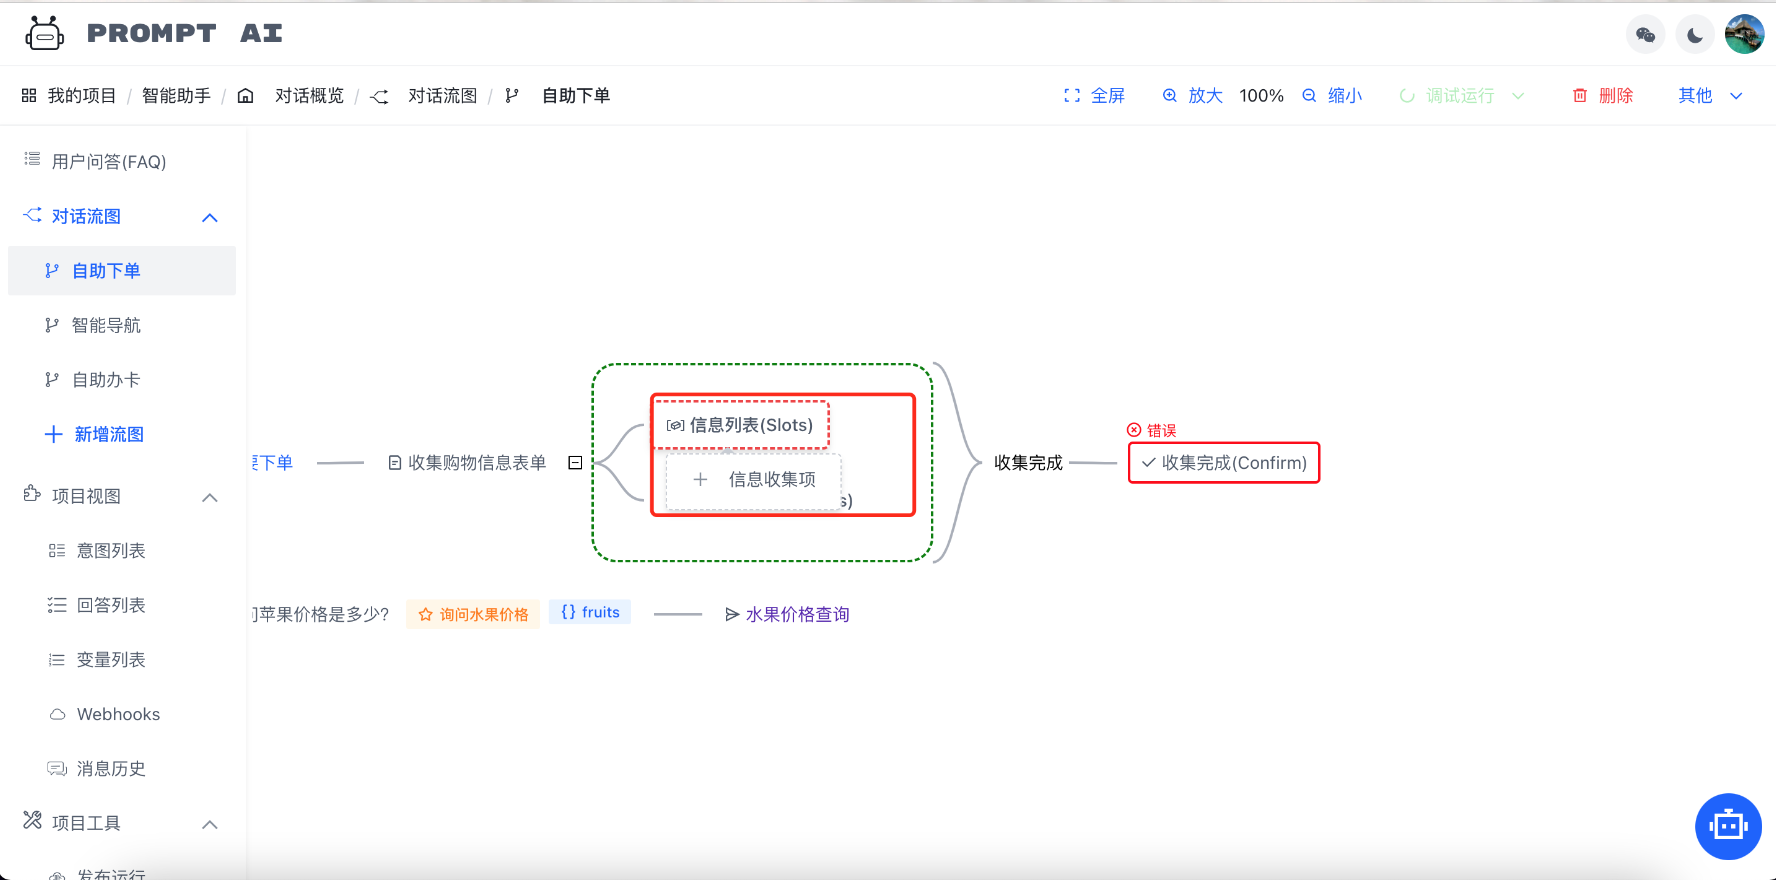 PROMPT AI
我的项目 / 智能助手 / 对话概览 / 对话流图 / 自助下单
全屏 放大 100% 缩小 调试运行 删除 其他
用户问答(FAQ)
对话流图
自助下单
智能导航
自助办卡
新增流图
项目视图
意图列表
回答列表
变量列表
Webhooks
消息历史
项目工具
发布运行
下单
收集购物信息表单
信息列表(Slots)
信息收集项
s)
收集完成
错误
收集完成(Confirm)
苹果价格是多少?
询问水果价格
{} fruits
水果价格查询